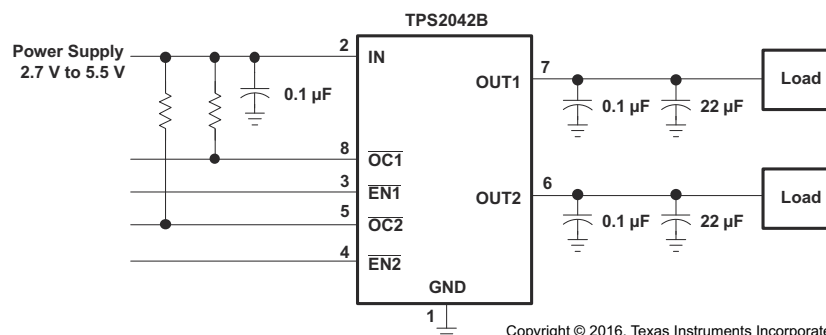 TPS2042B
Power Supply
2.7 V to 5.5 V
2
IN
0.1 µF
OUT1
7
0.1 µF
22 µF
Load
8
OC1
3
EN1
5
OC2
4
EN2
OUT2
6
0.1 µF
22 µF
Load
GND
1
Copyright © 2016, Texas Instruments Incorporate